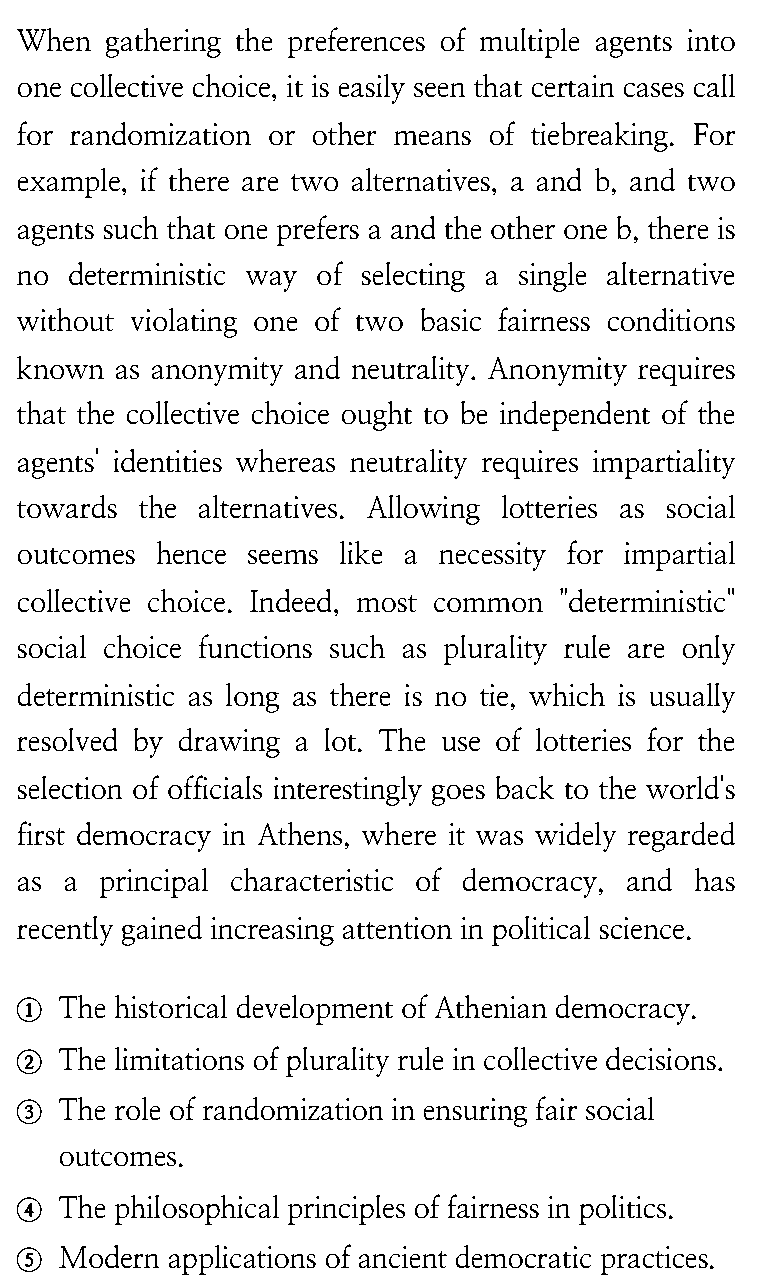 When gathering the preferences of multiple agents into
one collective choice, it is easily seen that certain cases call
for randomization or other means of tiebreaking. For
example, if there are two alternatives, a and b, and two
agents such that one prefers a and the other one b, there is
no deterministic way of selecting a single alternative
without violating one of two basic fairness conditions
known as anonymity and neutrality. Anonymity requires
that the collective choice ought to be independent of the
agents' identities whereas neutrality requires impartiality
towards the alternatives. Allowing lotteries as social
outcomes hence seems like a necessity for impartial
collective choice. Indeed, most common "deterministic"
social choice functions such as plurality rule are only
deterministic as long as there is no tie, which is usually
resolved by drawing a lot. The use of lotteries for the
selection of officials interestingly goes back to the world's
first democracy in Athens, where it was widely regarded
as a principal characteristic of democracy, and has
recently gained increasing attention in political science.
① The historical development of Athenian democracy.
② The limitations of plurality rule in collective decisions.
③ The role of randomization in ensuring fair social
outcomes.
④ The philosophical principles of fairness in politics.
⑤ Modern applications of ancient democratic practices.